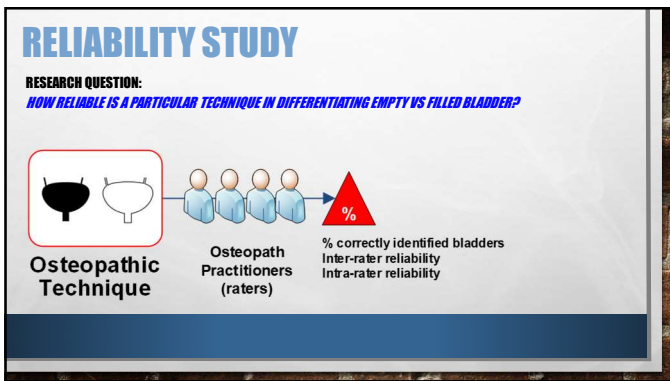 RELIABILITY STUDY
RESEARCH QUESTION:
HOW RELIABLE IS A PARTICULAR TECHNIQUE IN DIFFERENTIATING EMPTY VS FILLED BLADDER?
Osteopathic
Technique
Osteopath
Practitioners
(raters)
%
% correctly identified bladders
Inter-rater reliability
Intra-rater reliability